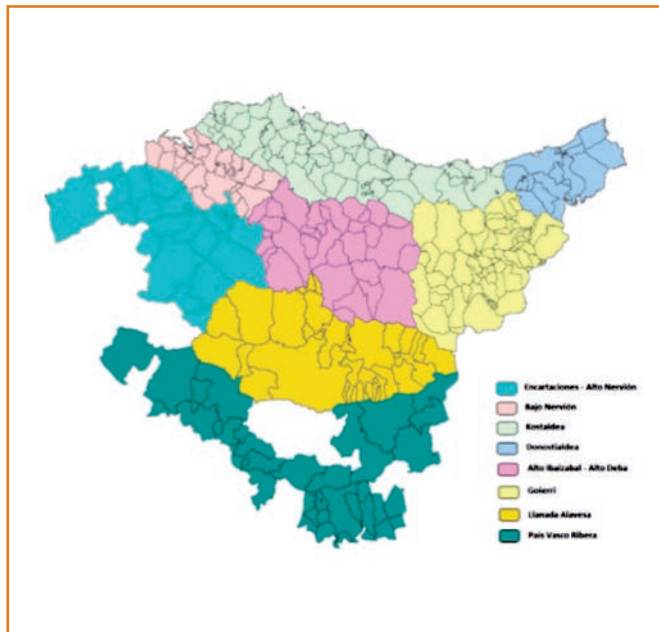 Encartaciones - Alto Nervión
Bajo Nervión
Kostaldea
Donostialdea
Alto Ibaizabal - Alto Deba
Goierri
Llanada Alavesa
País Vasco Ribera